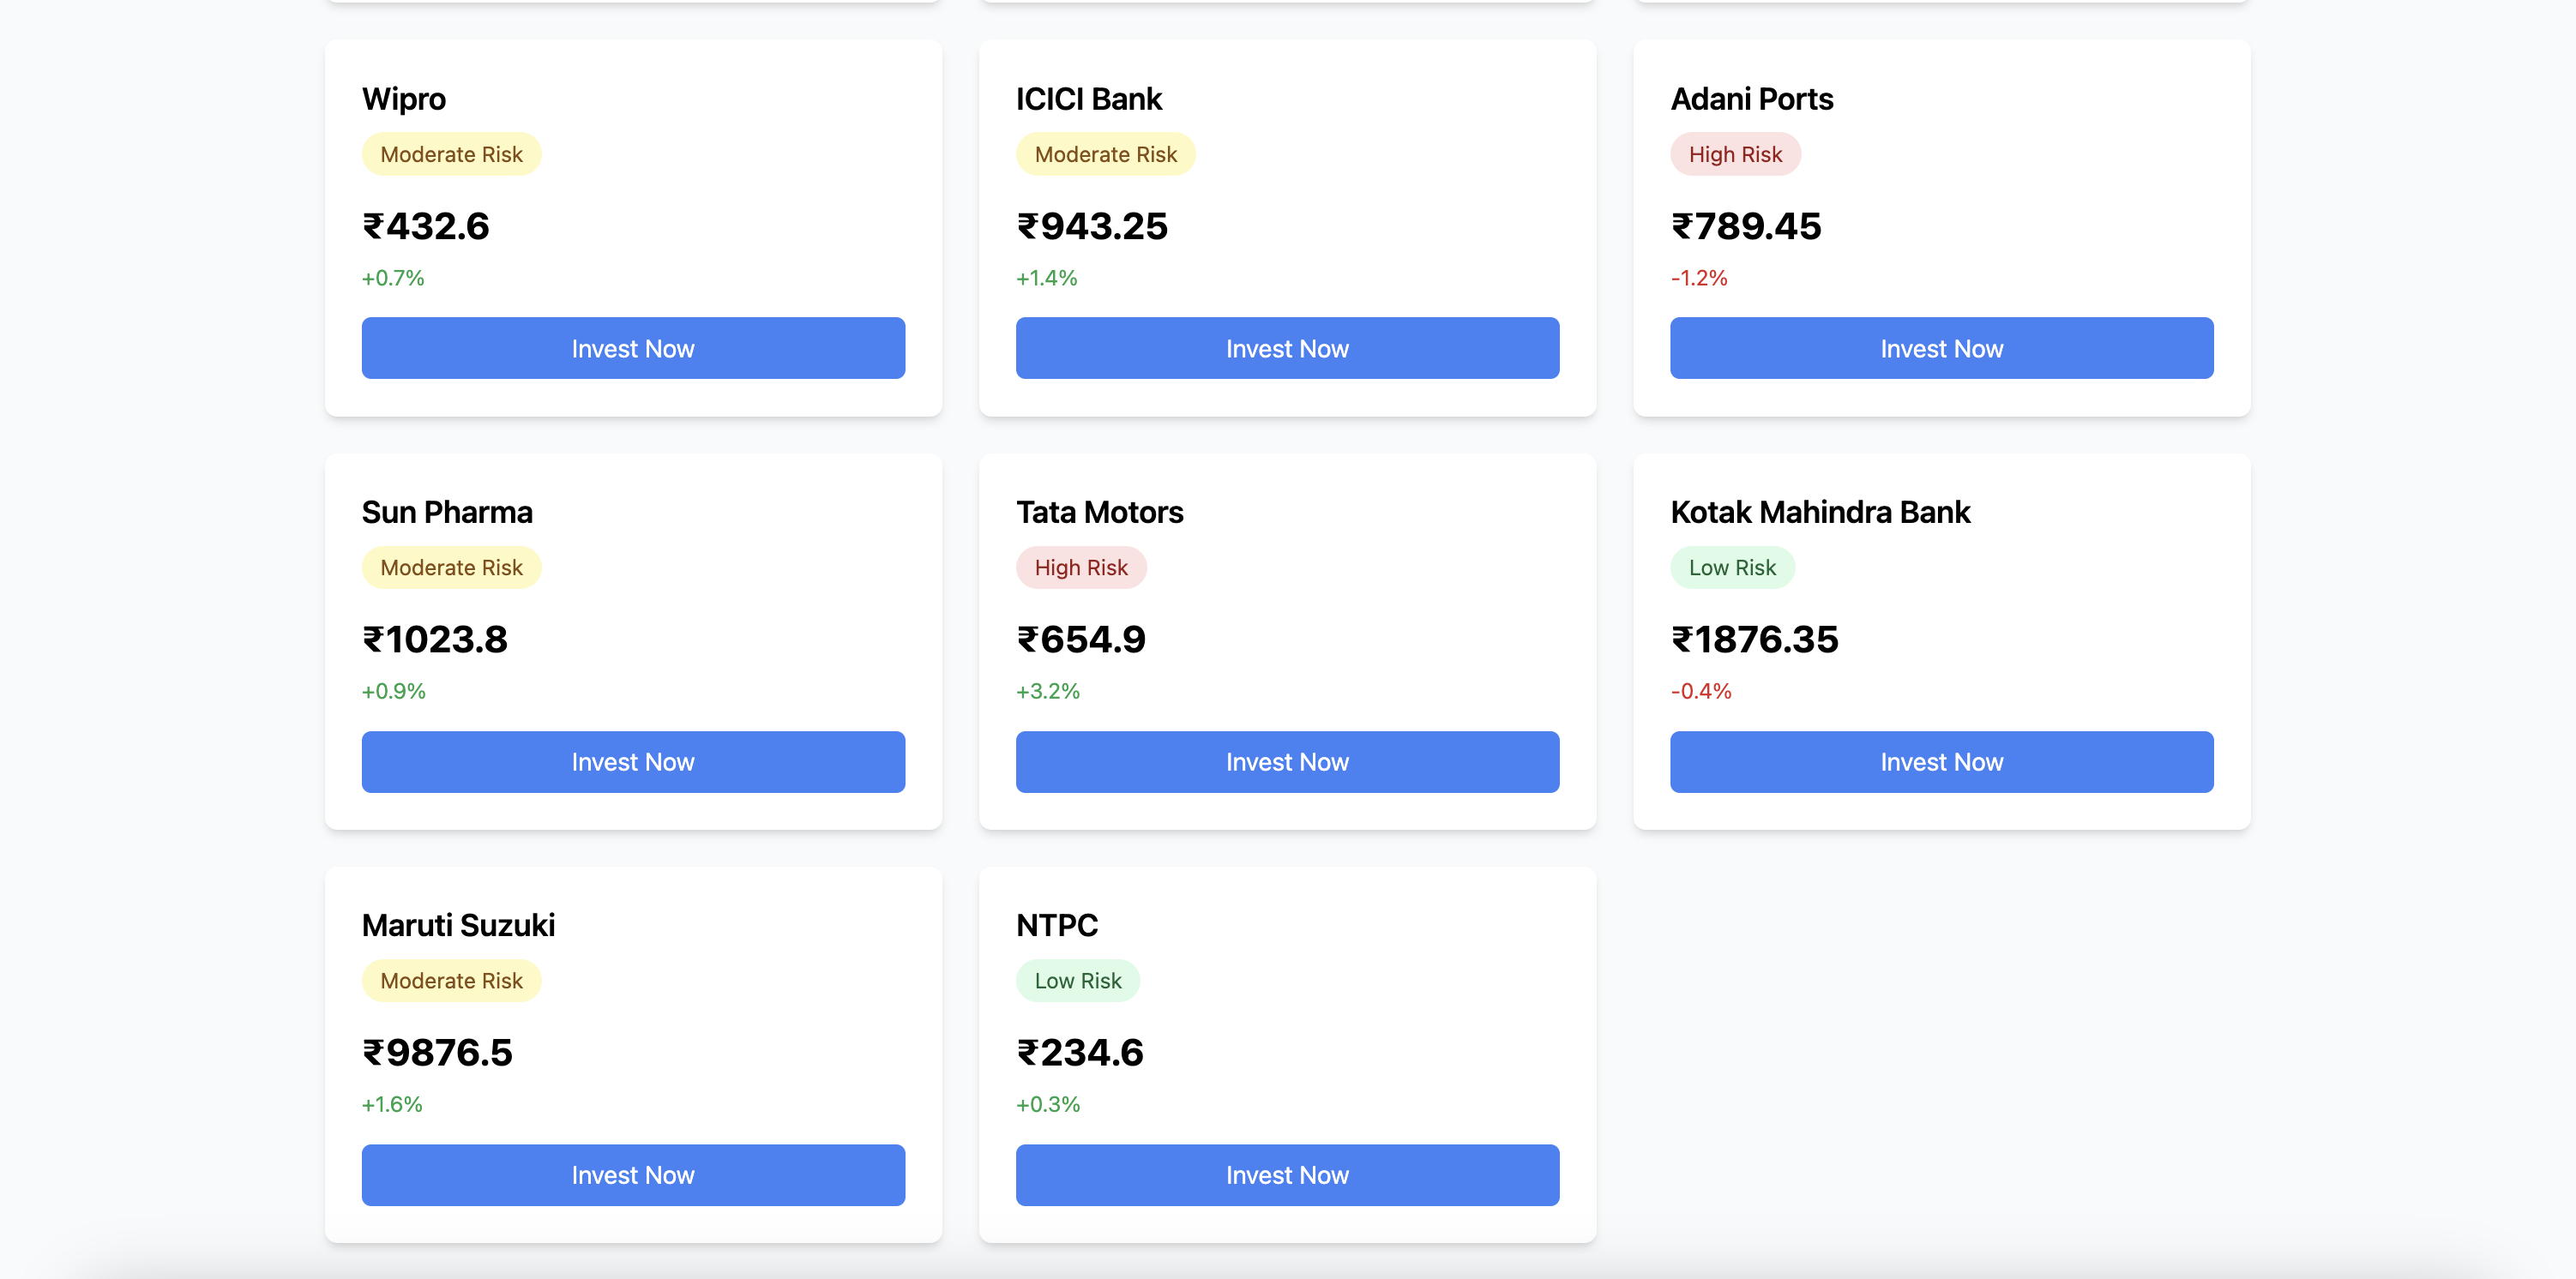 Wipro
Moderate Risk
₹432.6
+0.7%
Invest Now
ICICI Bank
Moderate Risk
₹943.25
+1.4%
Invest Now
Adani Ports
High Risk
₹789.45
-1.2%
Invest Now
Sun Pharma
Moderate Risk
₹1023.8
+0.9%
Invest Now
Tata Motors
High Risk
₹654.9
+3.2%
Invest Now
Kotak Mahindra Bank
Low Risk
₹1876.35
-0.4%
Invest Now
Maruti Suzuki
Moderate Risk
₹9876.5
+1.6%
Invest Now
NTPC
Low Risk
₹234.6
+0.3%
Invest Now